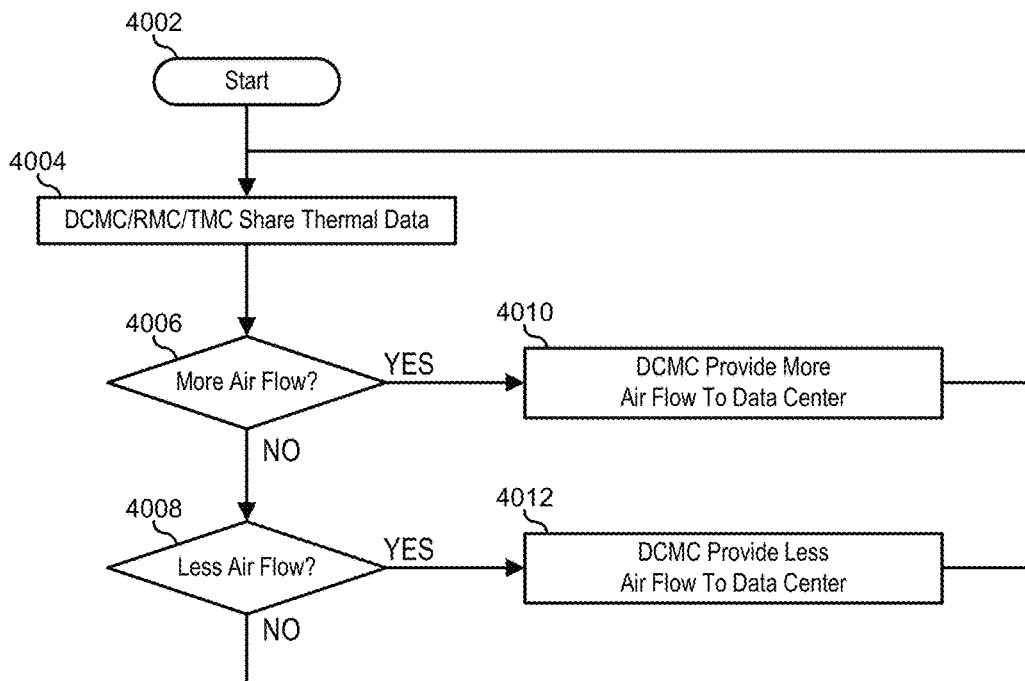 4002
Start
4004
DCMC/RMC/TMC Share Thermal Data
4006
More Air Flow?
YES
4010
DCMC Provide More
Air Flow To Data Center
NO
4008
Less Air Flow?
YES
4012
DCMC Provide Less
Air Flow To Data Center
NO